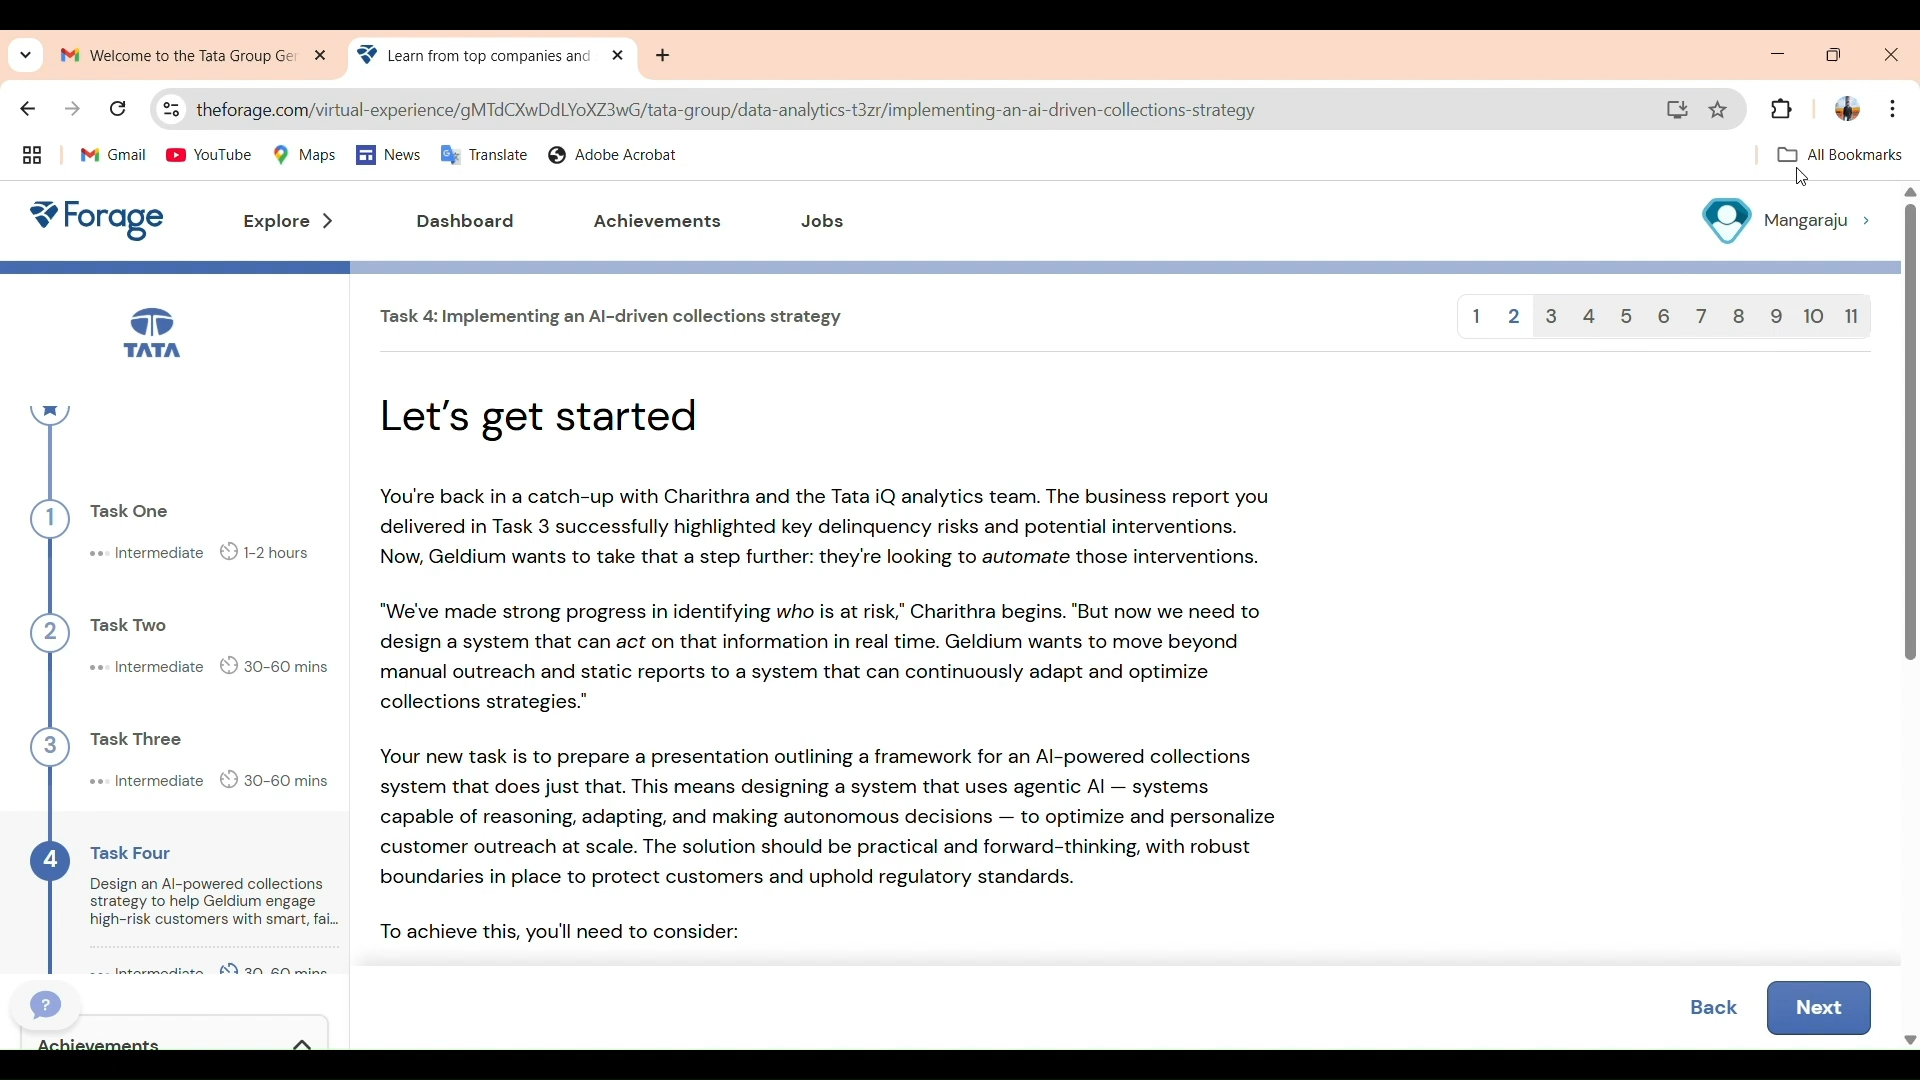 Welcome to the Tata Group Ger
Learn from top companies and
theforage.com/virtual-experience/gMTdCXwDdLYoXZ3wG/tata-group/data-analytics-t3zr/implementing-an-ai-driven-collections-strategy
Gmail YouTube Maps News Translate Adobe Acrobat All Bookmarks
Forage Explore Dashboard Achievements Jobs Mangaraju
TATA
Task One
Intermediate 1-2 hours
Task Two
Intermediate 30-60 mins
Task Three
Intermediate 30-60 mins
Task Four
Design an AI-powered collections
strategy to help Geldium engage
high-risk customers with smart, fai...
Intermediate 30-60 mins
1
2
3
4
?
Achievements
Task 4: Implementing an AI-driven collections strategy
1 2 3 4 5 6 7 8 9 10 11
Let's get started
You're back in a catch-up with Charithra and the Tata iQ analytics team. The business report you
delivered in Task 3 successfully highlighted key delinquency risks and potential interventions.
Now, Geldium wants to take that a step further: they're looking to automate those interventions.
"We've made strong progress in identifying who is at risk," Charithra begins. "But now we need to
design a system that can act on that information in real time. Geldium wants to move beyond
manual outreach and static reports to a system that can continuously adapt and optimize
collections strategies."
Your new task is to prepare a presentation outlining a framework for an AI-powered collections
system that does just that. This means designing a system that uses agentic AI — systems
capable of reasoning, adapting, and making autonomous decisions — to optimize and personalize
customer outreach at scale. The solution should be practical and forward-thinking, with robust
boundaries in place to protect customers and uphold regulatory standards.
To achieve this, you'll need to consider:
Back Next